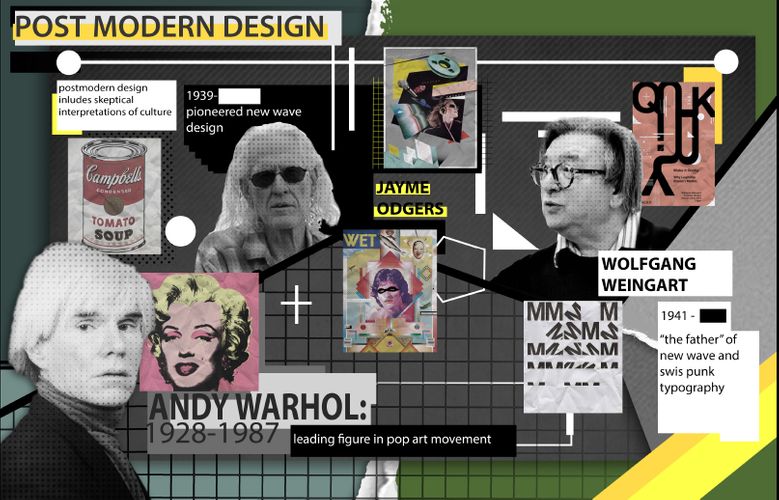 POST MODERN DESIGN
postmodern design
inludes skeptical
interpretations of culture
1939-
pioneered new wave
design
Campbell's
CONDENSED
TOMATO
SOUP
JAYME
ODGERS
WET
WOLFGANG
WEINGART
1941 -
"the father" of
new wave and
swis punk
typography
ANDY WARHOL:
1928-1987
leading figure in pop art movement